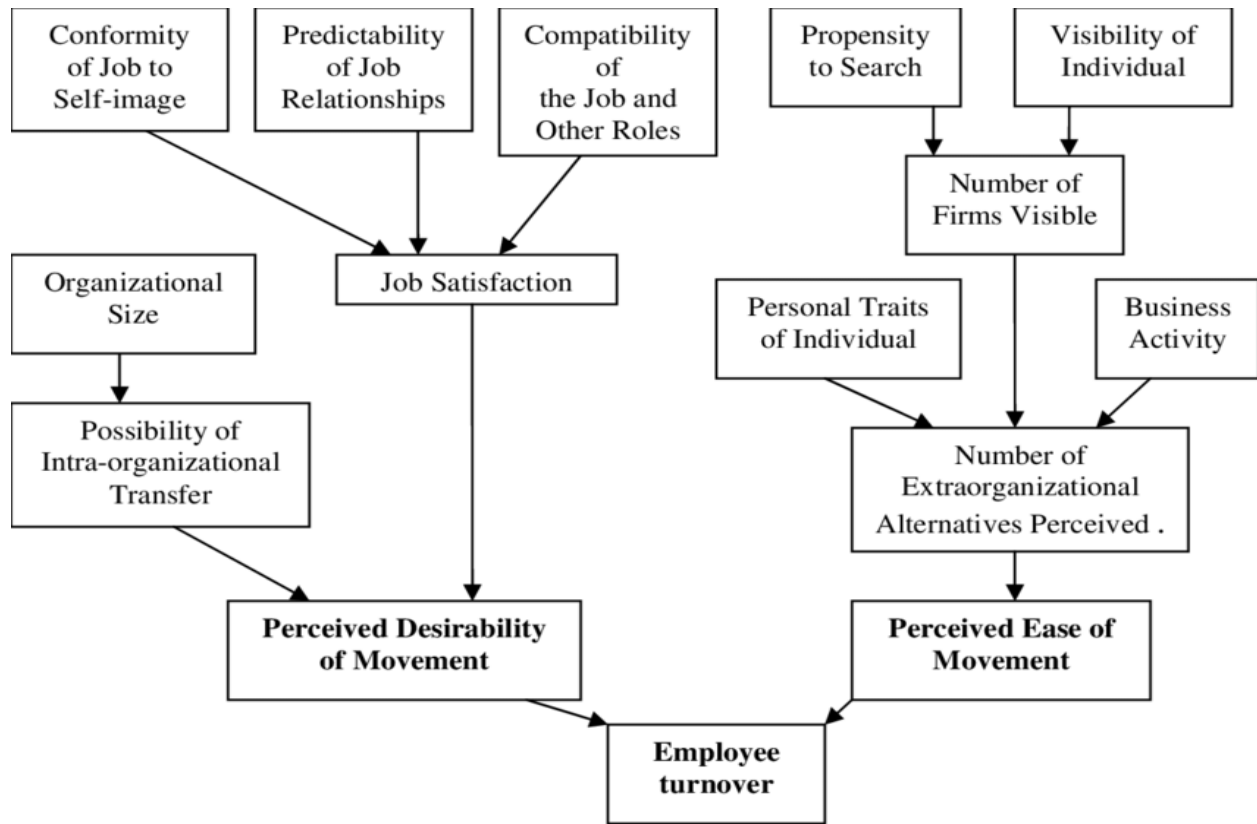 Conformity
of Job to
Self-image
Predictability
of Job
Relationships
Compatibility
of
the Job and
Other Roles
Propensity
to Search
Visibility of
Individual
Number of
Firms Visible
Organizational
Size
Job Satisfaction
Personal Traits
of Individual
Business
Activity
Possibility of
Intra-organizational
Transfer
Number of
Extraorganizational
Alternatives Perceived .
Perceived Desirability
of Movement
Perceived Ease of
Movement
Employee
turnover